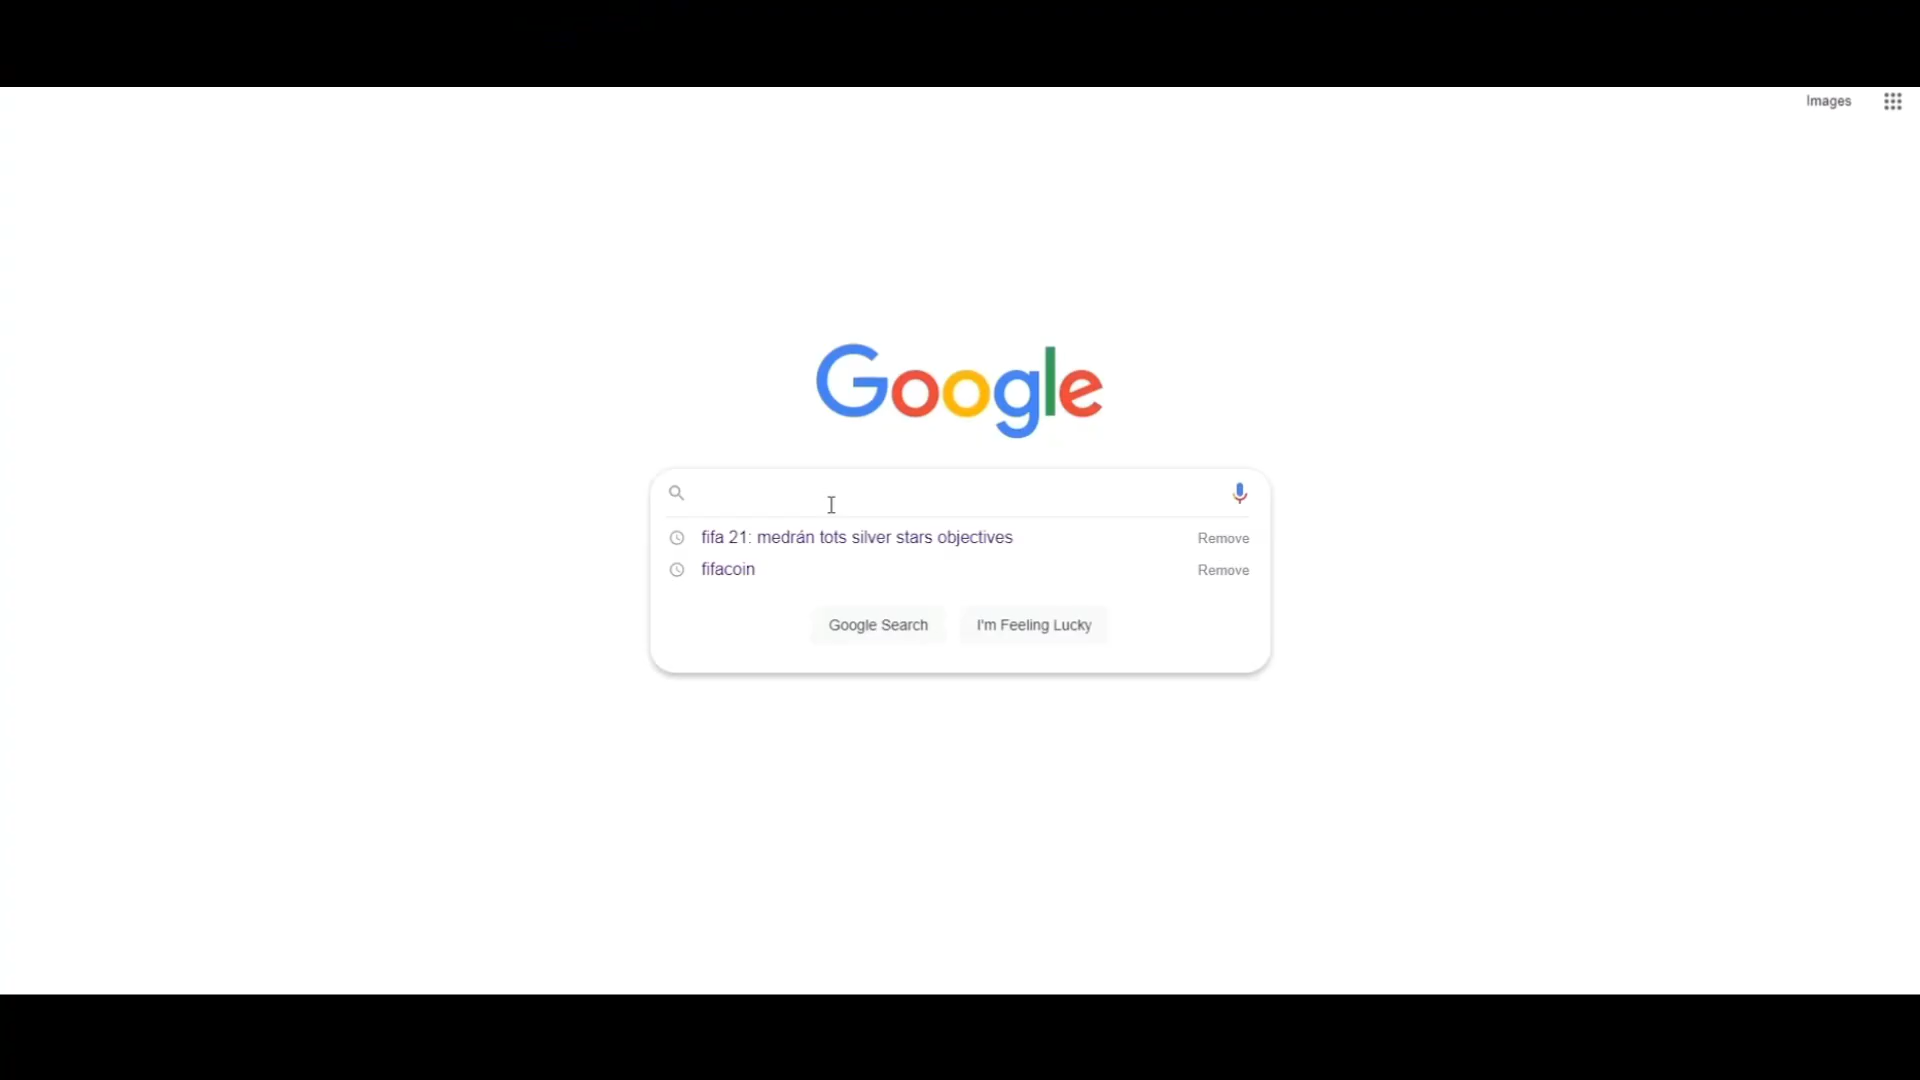 Images
Google
fifa 21: medrán tots silver stars objectives Remove
fifacoin Remove
Google Search I'm Feeling Lucky